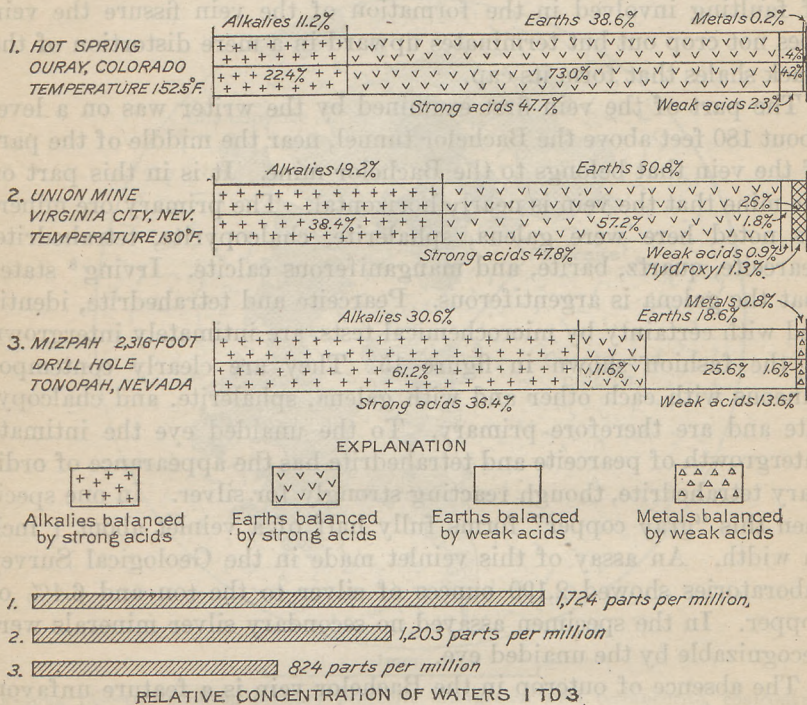 Alkalies 11.2% Earths 38.6% Metals 0.2%
1. HOT SPRING
OURAY, COLORADO
TEMPERATURE 152.5°F.
.4%
22.4% 73.0% 4.2%
Strong acids 47.7% Weak acids 2.3%
Alkalies 19.2% Earths 30.8%
2. UNION MINE
VIRGINIA CITY, NEV.
TEMPERATURE 130°F.
2.6%
38.4% 57.2% 1.8%
Strong acids 47.8% Weak acids 0.9%
Hydroxyl 1.3%
Metals 0.8%
Alkalies 30.6% Earths 18.6%
3. MIZPAH 2,316-FOOT
DRILL HOLE
TONOPAH, NEVADA
61.2% 11.6% 25.6% 1.6%
Strong acids 36.4% Weak acids 13.6%
EXPLANATION
Alkalies balanced
by strong acids
Earths balanced
by strong acids
Earths balanced
by weak acids
Metals balanced
by weak acids
1. 1,724 parts per million,
2. 1,203 parts per million
3. 824 parts per million
RELATIVE CONCENTRATION OF WATERS 1 TO 3